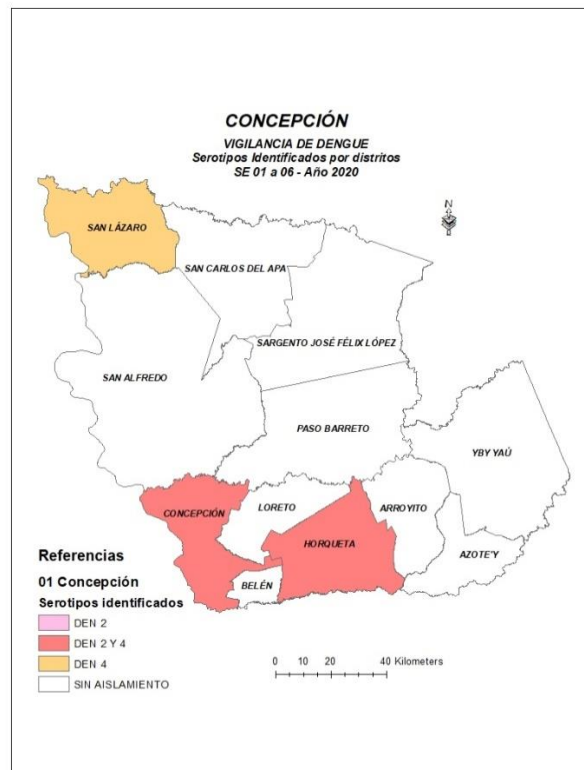 CONCEPCIÓN
VIGILANCIA DE DENGUE
Serotipos Identificados por distritos
SE 01 a 06 - Año 2020
N
SAN LÁZARO
SAN CARLOS DEL APA
SARGENTO JOSÉ FÉLIX LÓPEZ
SAN ALFREDO
PASO BARRETO
YBY YAÚ
CONCEPCIÓN
LORETO
ARROYITO
HORQUETA
AZOTE'Y
BELÉN
Referencias
01 Concepción
Serotipos identificados
DEN 2
DEN 2 Y 4
DEN 4
SIN AISLAMIENTO
0 10 20 40 Kilometers